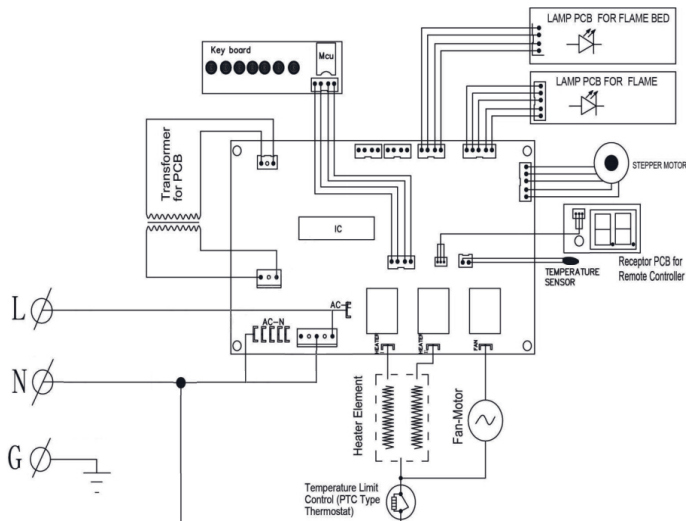 LAMP PCB FOR FLAME BED
Key board
Mcu
LAMP PCB FOR FLAME
Transformer
for PCB
STEPPER MOTOR
IC
Receptor PCB for
Remote Controller
TEMPERATURE
SENSOR
L
AC-L
AC-N
N
HEATER
HEATER
FAN
Heater Element
Fan-Motor
G
Temperature Limit
Control (PTC Type
Thermostat)